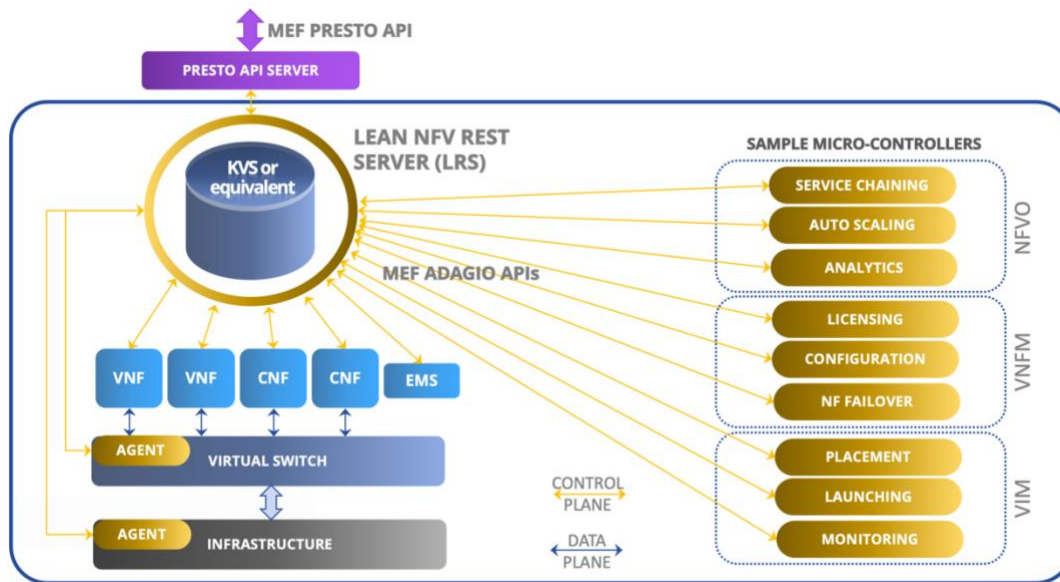 MEF PRESTO API
PRESTO API SERVER
LEAN NFV REST
SERVER (LRS)
KVS or
equivalent
MEF ADAGIO APIs
VNF
VNF
CNF
CNF
EMS
AGENT
VIRTUAL SWITCH
AGENT
INFRASTRUCTURE
CONTROL
PLANE
DATA
PLANE
SAMPLE MICRO-CONTROLLERS
SERVICE CHAINING
AUTO SCALING
ANALYTICS
NFVO
LICENSING
CONFIGURATION
NF FAILOVER
VNFM
PLACEMENT
LAUNCHING
MONITORING
VIM